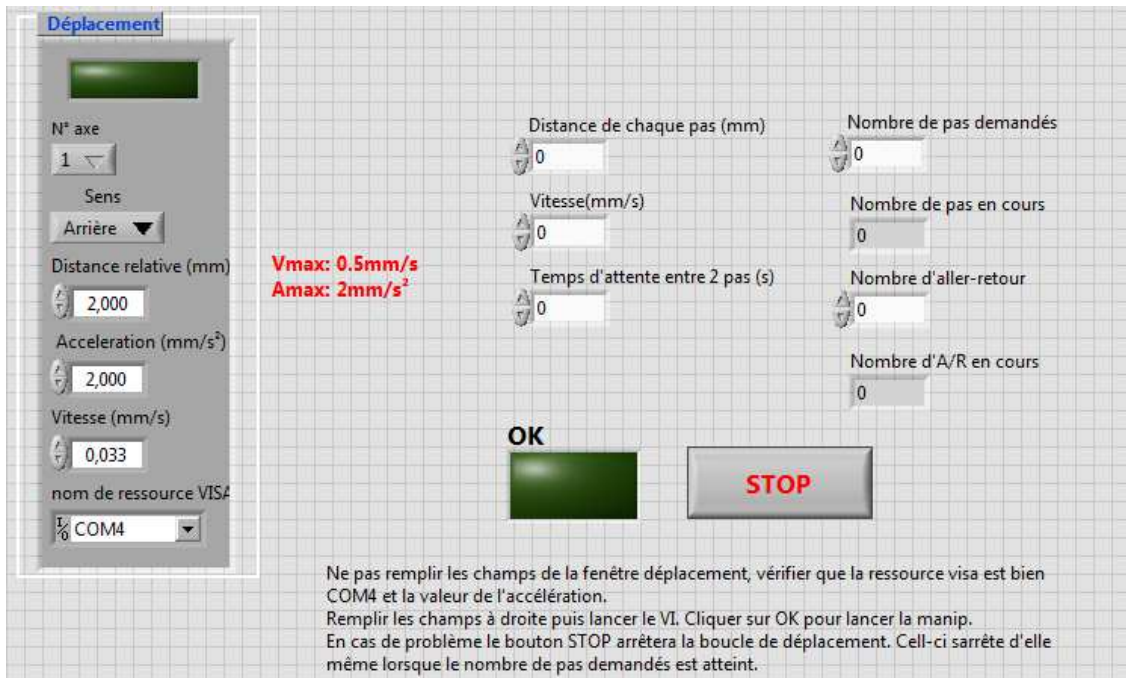 Déplacement
N° axe
1
Sens
Arrière
Distance relative (mm)
2,000
Acceleration (mm/s²)
2,000
Vitesse (mm/s)
0,033
nom de ressource VISA
COM4
Vmax: 0.5mm/s
Amax: 2mm/s²
Distance de chaque pas (mm)
0
Vitesse(mm/s)
0
Temps d'attente entre 2 pas (s)
0
Nombre de pas demandés
0
Nombre de pas en cours
0
Nombre d'aller-retour
0
Nombre d'A/R en cours
0
OK
STOP
Ne pas remplir les champs de la fenêtre déplacement, vérifier que la ressource visa est bien
COM4 et la valeur de l'accélération.
Remplir les champs à droite puis lancer le VI. Cliquer sur OK pour lancer la manip.
En cas de problème le bouton STOP arrêtera la boucle de déplacement. Cell-ci sarrête d'elle
même lorsque le nombre de pas demandés est atteint.